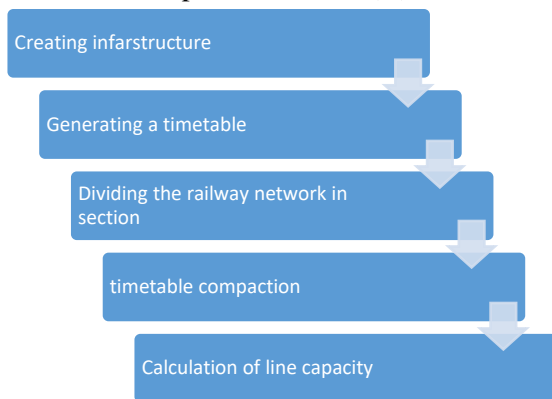 Creating infarstructure
Generating a timetable
Dividing the railway network in
section
timetable compaction
Calculation of line capacity